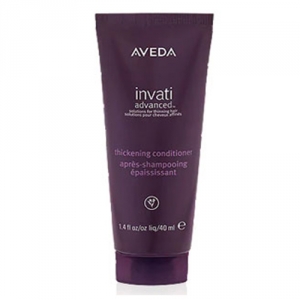 AVEDA
invati
advanced™
solutions for thinning hair
solutions pour cheveux affinés
thickening conditioner
après-shampooing
épaississant
1.4 fl oz/oz liq/40 ml e